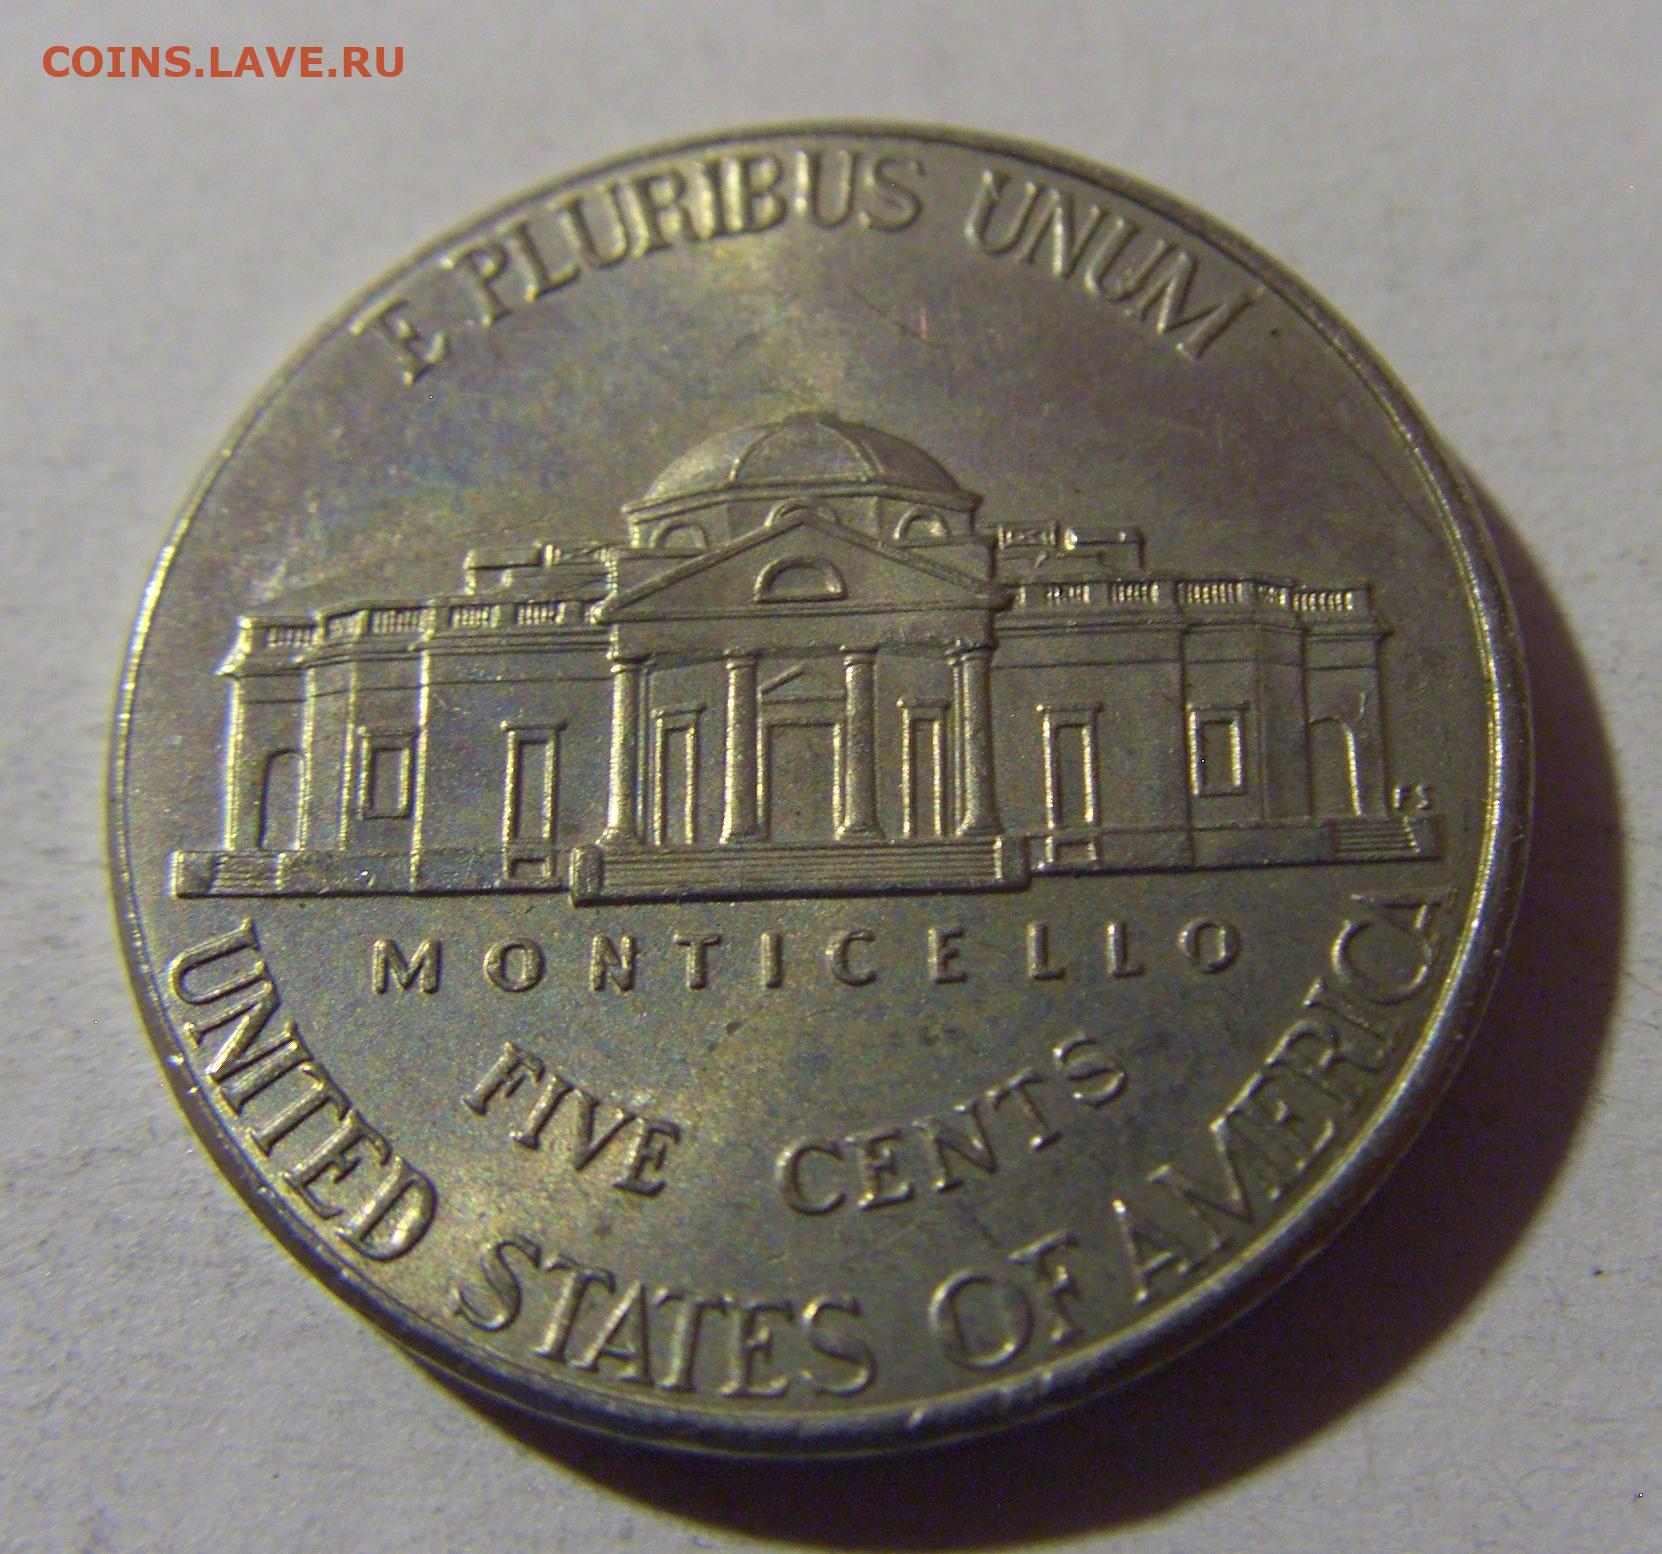 COINS.LAVE.RU
E PLURIBUS UNUM
FS
MONTICELLO
FIVE CENTS
UNITED STATES OF AMERICA